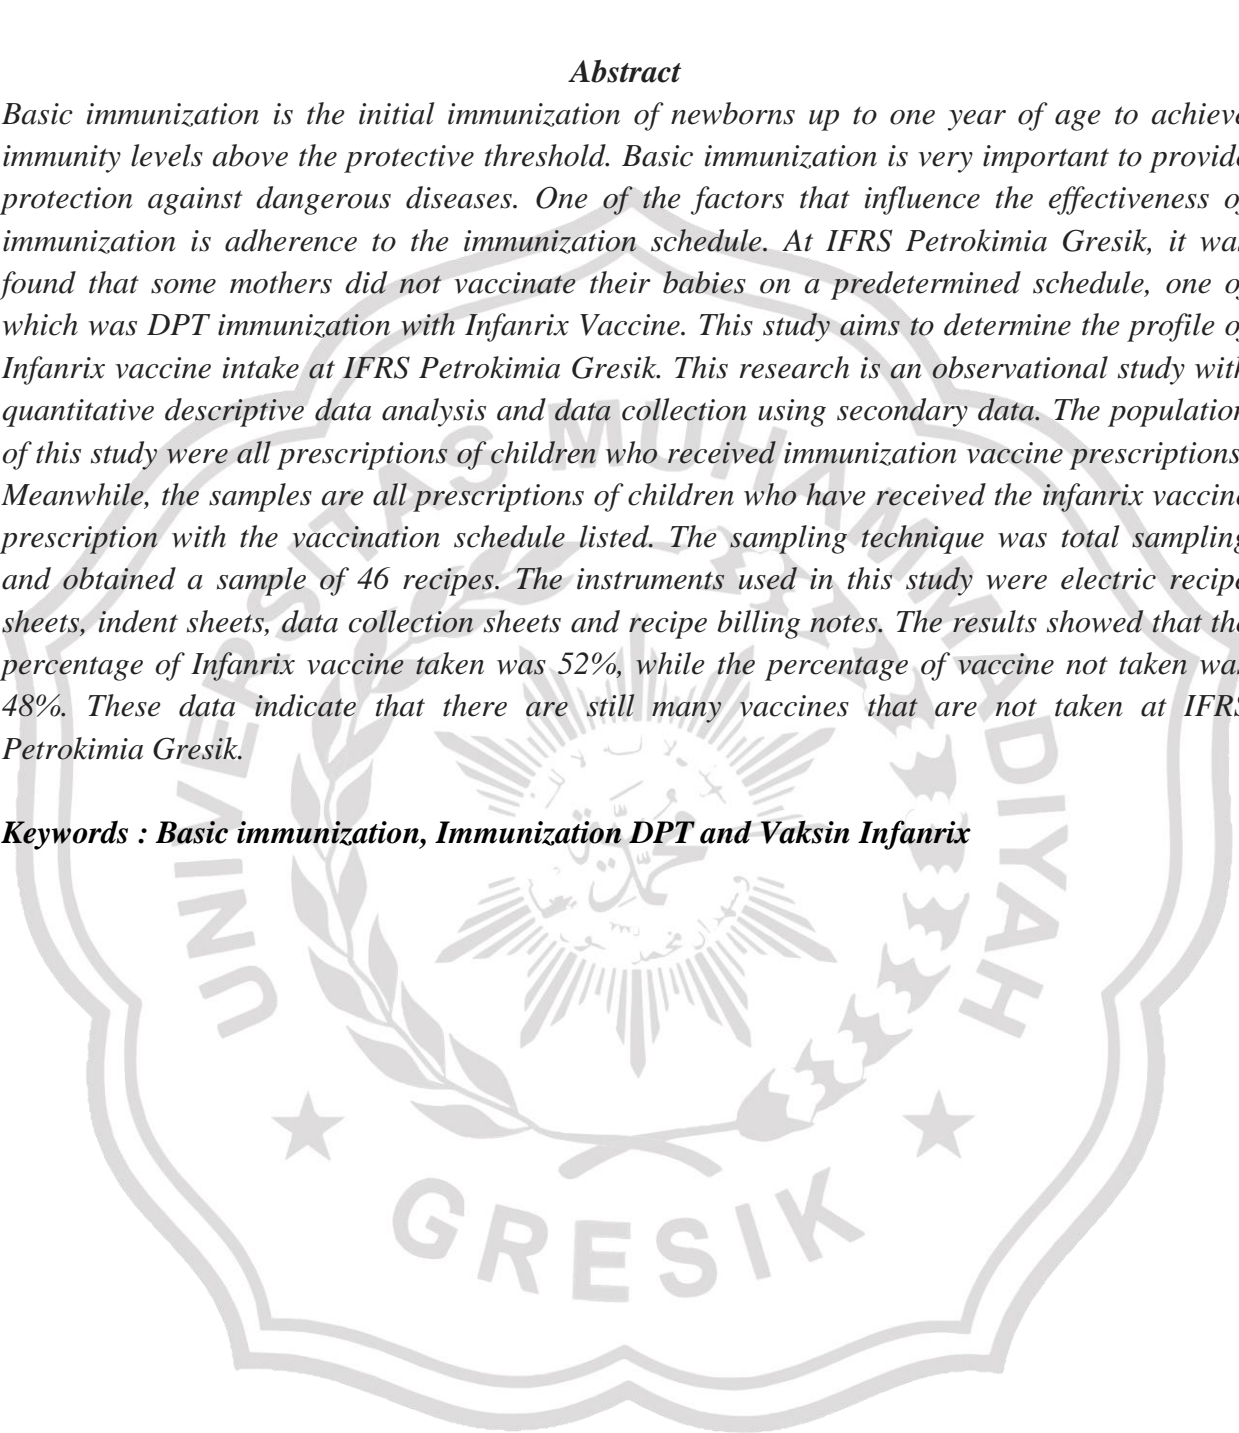 Abstract
Basic immunization is the initial immunization of newborns up to one year of age to achieve
immunity levels above the protective threshold. Basic immunization is very important to provide
protection against dangerous diseases. One of the factors that influence the effectiveness of
immunization is adherence to the immunization schedule. At IFRS Petrokimia Gresik, it was
found that some mothers did not vaccinate their babies on a predetermined schedule, one of
which was DPT immunization with Infanrix Vaccine. This study aims to determine the profile of
Infanrix vaccine intake at IFRS Petrokimia Gresik. This research is an observational study with
quantitative descriptive data analysis and data collection using secondary data. The population
of this study were all prescriptions of children who received immunization vaccine prescriptions.
Meanwhile, the samples are all prescriptions of children who have received the infanrix vaccine
prescription with the vaccination schedule listed. The sampling technique was total sampling
and obtained a sample of 46 recipes. The instruments used in this study were electric recipe
sheets, indent sheets, data collection sheets and recipe billing notes. The results showed that the
percentage of Infanrix vaccine taken was 52%, while the percentage of vaccine not taken was
48%. These data indicate that there are still many vaccines that are not taken at IFRS
Petrokimia Gresik.
Keywords : Basic immunization, Immunization DPT and Vaksin Infanrix
UNIVERSITAS MUHAMMADIYAH
GRESIK